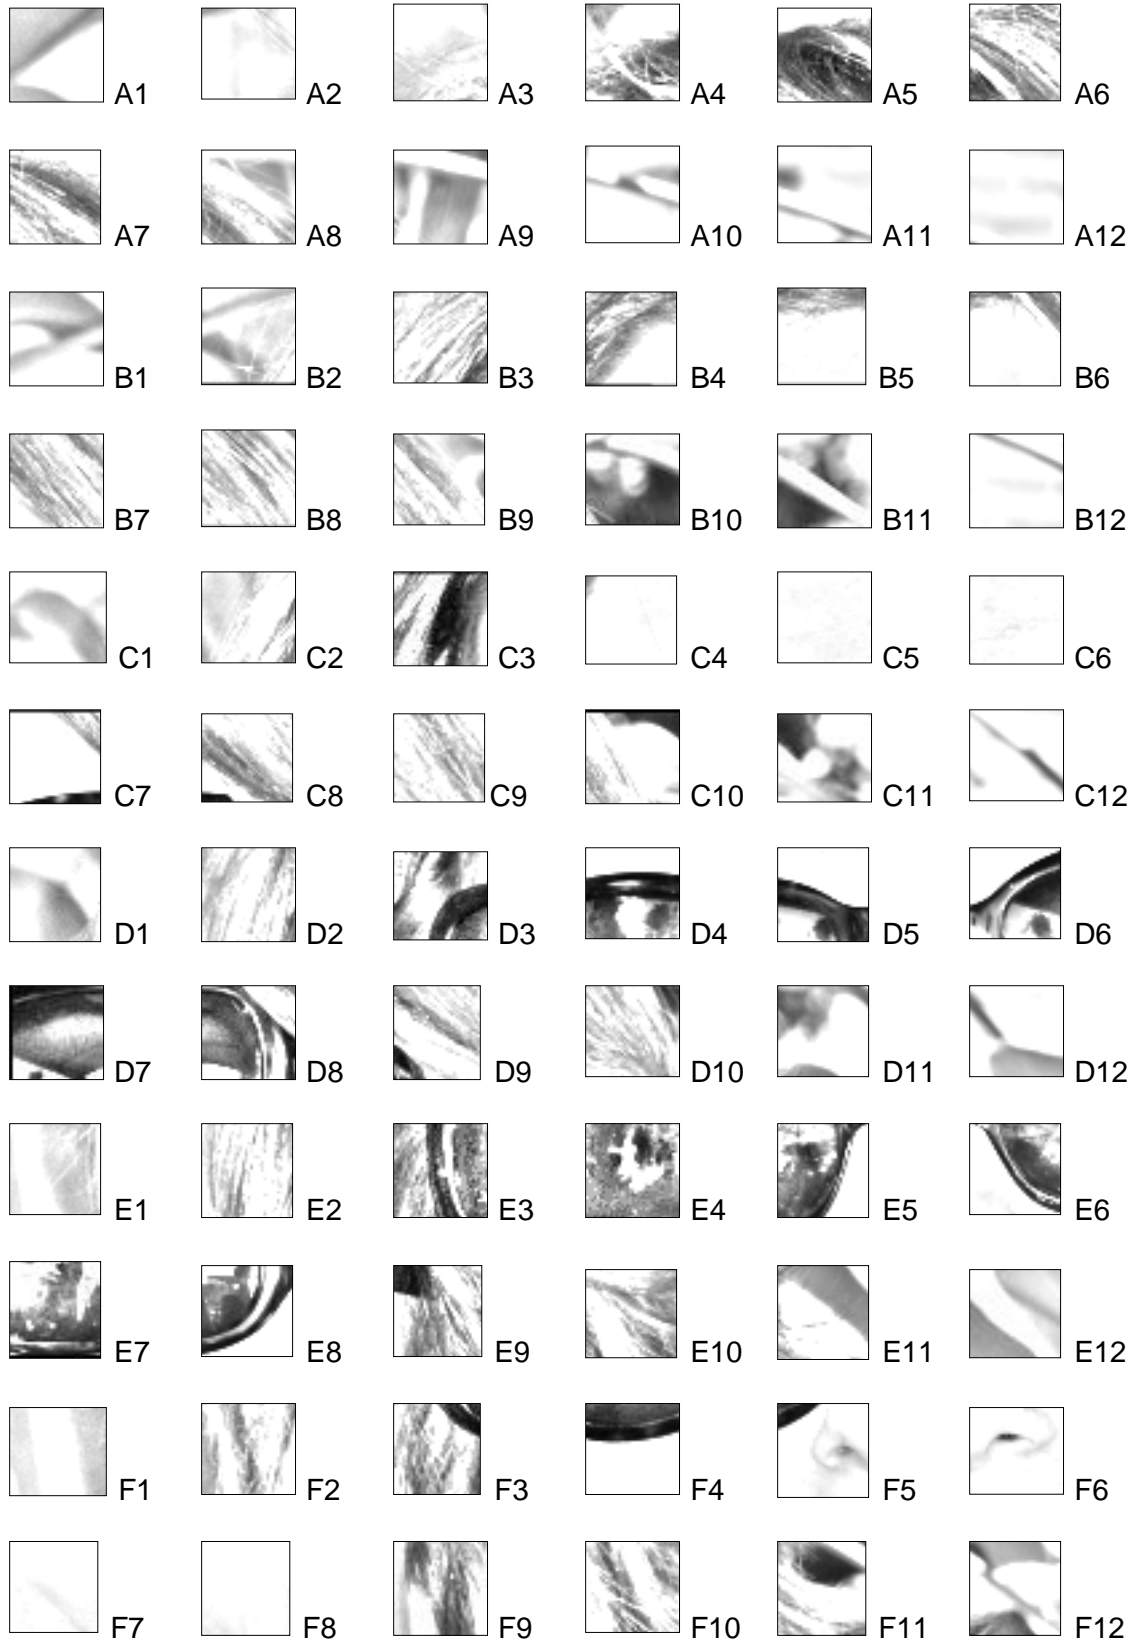 A1 A2 A3 A4 A5 A6
A7 A8 A9 A10 A11 A12
B1 B2 B3 B4 B5 B6
B7 B8 B9 B10 B11 B12
C1 C2 C3 C4 C5 C6
C7 C8 C9 C10 C11 C12
D1 D2 D3 D4 D5 D6
D7 D8 D9 D10 D11 D12
E1 E2 E3 E4 E5 E6
E7 E8 E9 E10 E11 E12
F1 F2 F3 F4 F5 F6
F7 F8 F9 F10 F11 F12